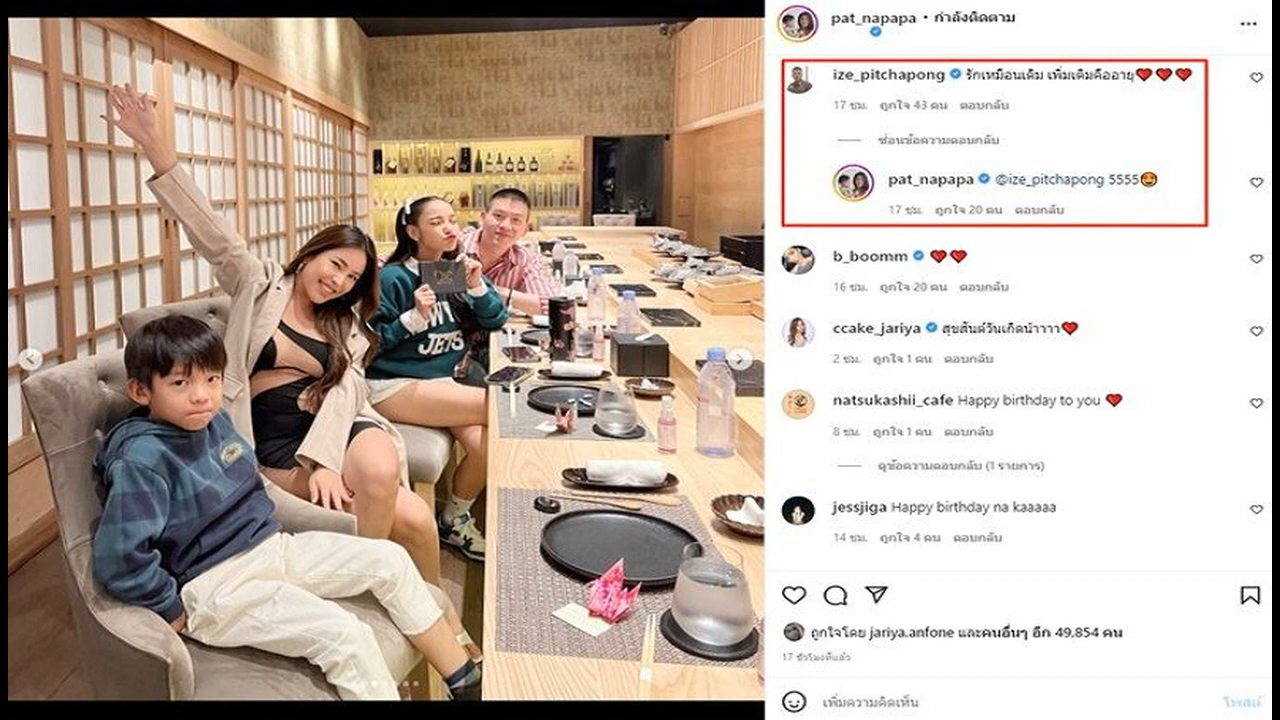 pat_napapa • กำลังติดตาม
ize_pitchapong รักเหมือนเดิม เพิ่มเติมคืออายุ❤❤❤
17 ชม. ถูกใจ 43 คน ตอบกลับ
ซ่อนข้อความตอบกลับ
pat_napapa @ize_pitchapong 5555🤩
17 ชม. ถูกใจ 20 คน ตอบกลับ
b_boomm ❤❤
16 ชม. ถูกใจ 20 คน ตอบกลับ
ccake_jariya สุขสันต์วันเกิดน้าาาา❤
2 ชม. ถูกใจ 1 คน ตอบกลับ
natsukashii_cafe Happy birthday to you ❤
8 ชม. ถูกใจ 1 คน ตอบกลับ
ดูข้อความตอบกลับ (1 รายการ)
jessjiga Happy birthday na kaaaaa
14 ชม. ถูกใจ 4 คน ตอบกลับ
ถูกใจโดย jariya.anfone และคนอื่นๆ อีก 49,854 คน
17 ชั่วโมงที่แล้ว
เพิ่มความคิดเห็น
โพสต์
JETS